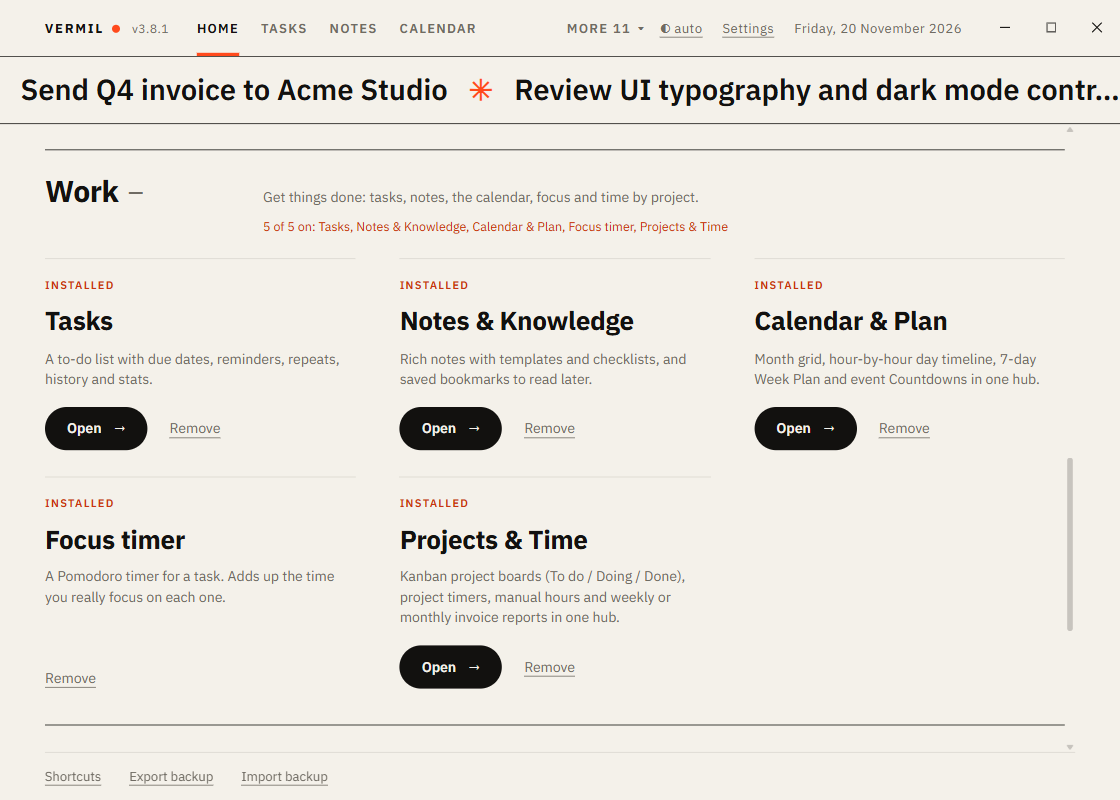 VERMIL v3.8.1 HOME TASKS NOTES CALENDAR MORE 11 auto Settings Friday, 20 November 2026
Send Q4 invoice to Acme Studio ✳ Review UI typography and dark mode contr...
Work –
Get things done: tasks, notes, the calendar, focus and time by project.
5 of 5 on: Tasks, Notes & Knowledge, Calendar & Plan, Focus timer, Projects & Time
INSTALLED
Tasks
A to-do list with due dates, reminders, repeats,
history and stats.
Open → Remove
INSTALLED
Notes & Knowledge
Rich notes with templates and checklists, and
saved bookmarks to read later.
Open → Remove
INSTALLED
Calendar & Plan
Month grid, hour-by-hour day timeline, 7-day
Week Plan and event Countdowns in one hub.
Open → Remove
INSTALLED
Focus timer
A Pomodoro timer for a task. Adds up the time
you really focus on each one.
Remove
INSTALLED
Projects & Time
Kanban project boards (To do / Doing / Done),
project timers, manual hours and weekly or
monthly invoice reports in one hub.
Open → Remove
Shortcuts Export backup Import backup